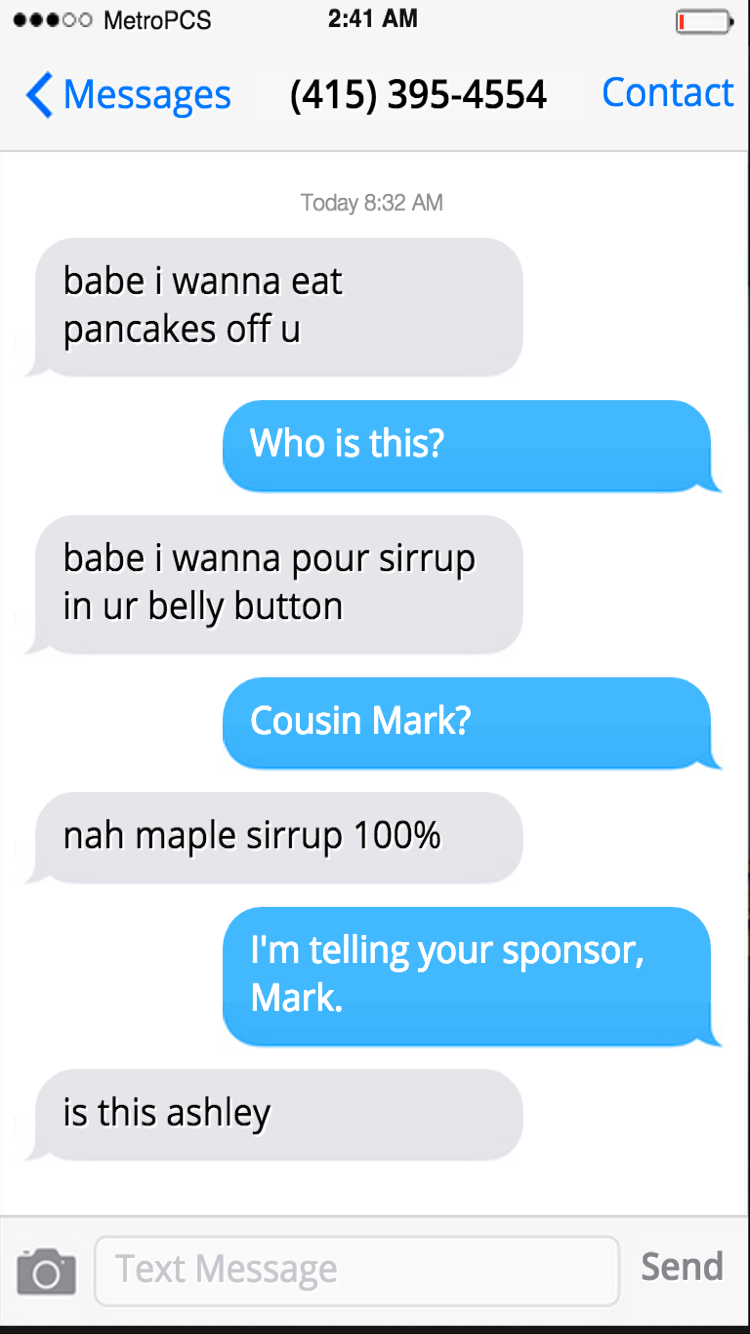 MetroPCS 2:41 AM
Messages (415) 395-4554 Contact
Today 8:32 AM
babe i wanna eat
pancakes off u
Who is this?
babe i wanna pour sirrup
in ur belly button
Cousin Mark?
nah maple sirrup 100%
I'm telling your sponsor,
Mark.
is this ashley
Text Message Send